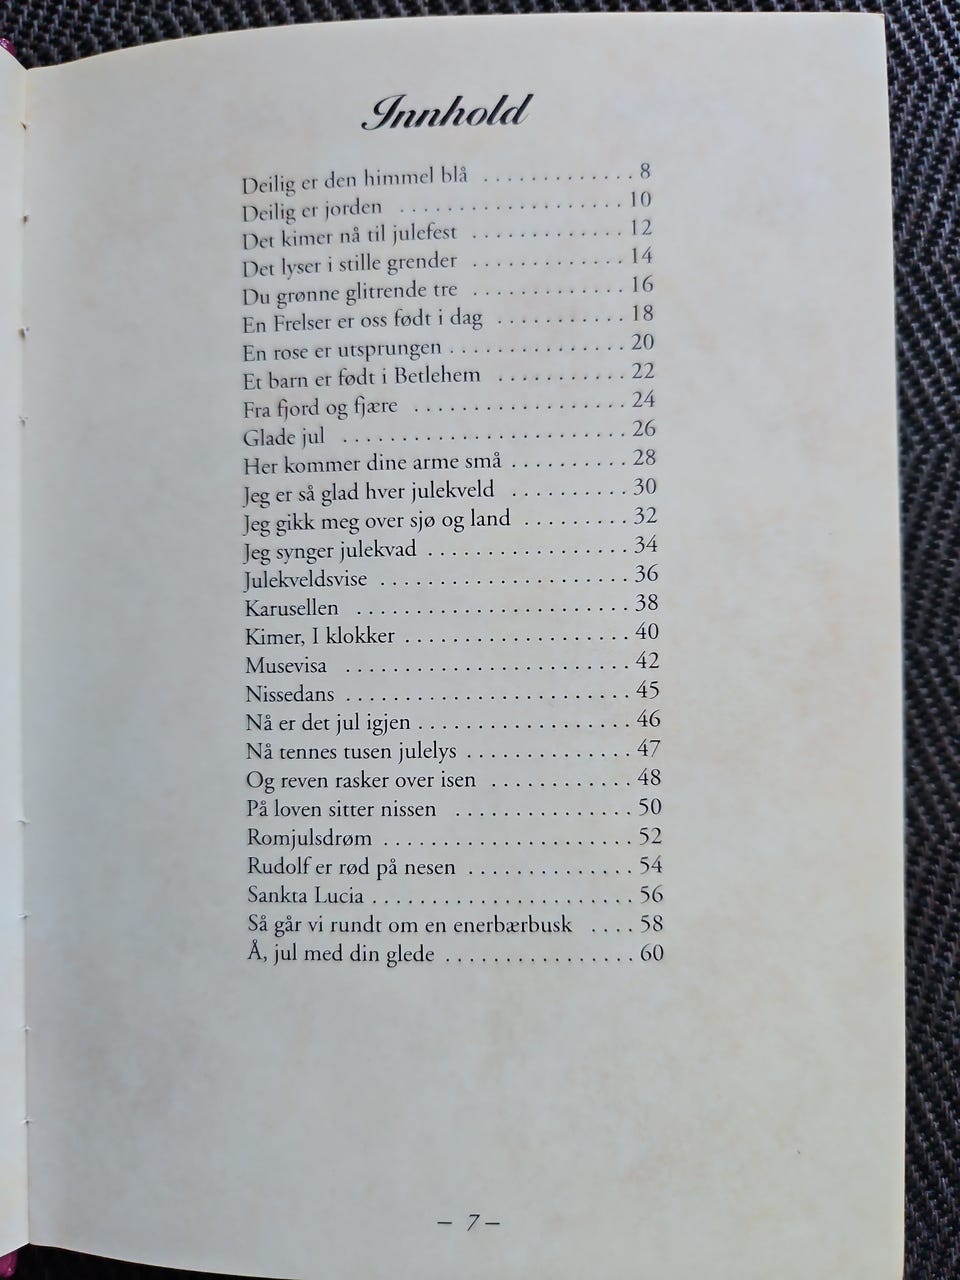 Innhold
Deilig er den himmel blå . . . . . . . . . . . . . 8
Deilig er jorden . . . . . . . . . . . . . . . . . . . 10
Det kimer nå til julefest . . . . . . . . . . . . . 12
Det lyser i stille grender . . . . . . . . . . . . . 14
Du grønne glitrende tre . . . . . . . . . . . . . 16
En Frelser er oss født i dag . . . . . . . . . . . 18
En rose er utsprungen . . . . . . . . . . . . . . . 20
Et barn er født i Betlehem . . . . . . . . . . . 22
Fra fjord og fjære . . . . . . . . . . . . . . . . . . 24
Glade jul . . . . . . . . . . . . . . . . . . . . . . . . 26
Her kommer dine arme små . . . . . . . . . . 28
Jeg er så glad hver julekveld . . . . . . . . . . 30
Jeg gikk meg over sjø og land . . . . . . . . . 32
Jeg synger julekvad . . . . . . . . . . . . . . . . . 34
Julekveldsvise . . . . . . . . . . . . . . . . . . . . . 36
Karusellen . . . . . . . . . . . . . . . . . . . . . . . 38
Kimer, I klokker . . . . . . . . . . . . . . . . . . . 40
Musevisa . . . . . . . . . . . . . . . . . . . . . . . . 42
Nissedans . . . . . . . . . . . . . . . . . . . . . . . . 45
Nå er det jul igjen . . . . . . . . . . . . . . . . . . 46
Nå tennes tusen julelys . . . . . . . . . . . . . . 47
Og reven rasker over isen . . . . . . . . . . . . 48
På loven sitter nissen . . . . . . . . . . . . . . . 50
Romjulsdrøm . . . . . . . . . . . . . . . . . . . . . 52
Rudolf er rød på nesen . . . . . . . . . . . . . . 54
Sankta Lucia . . . . . . . . . . . . . . . . . . . . . . 56
Så går vi rundt om en enerbærbusk . . . . 58
Å, jul med din glede . . . . . . . . . . . . . . . . 60
– 7 –